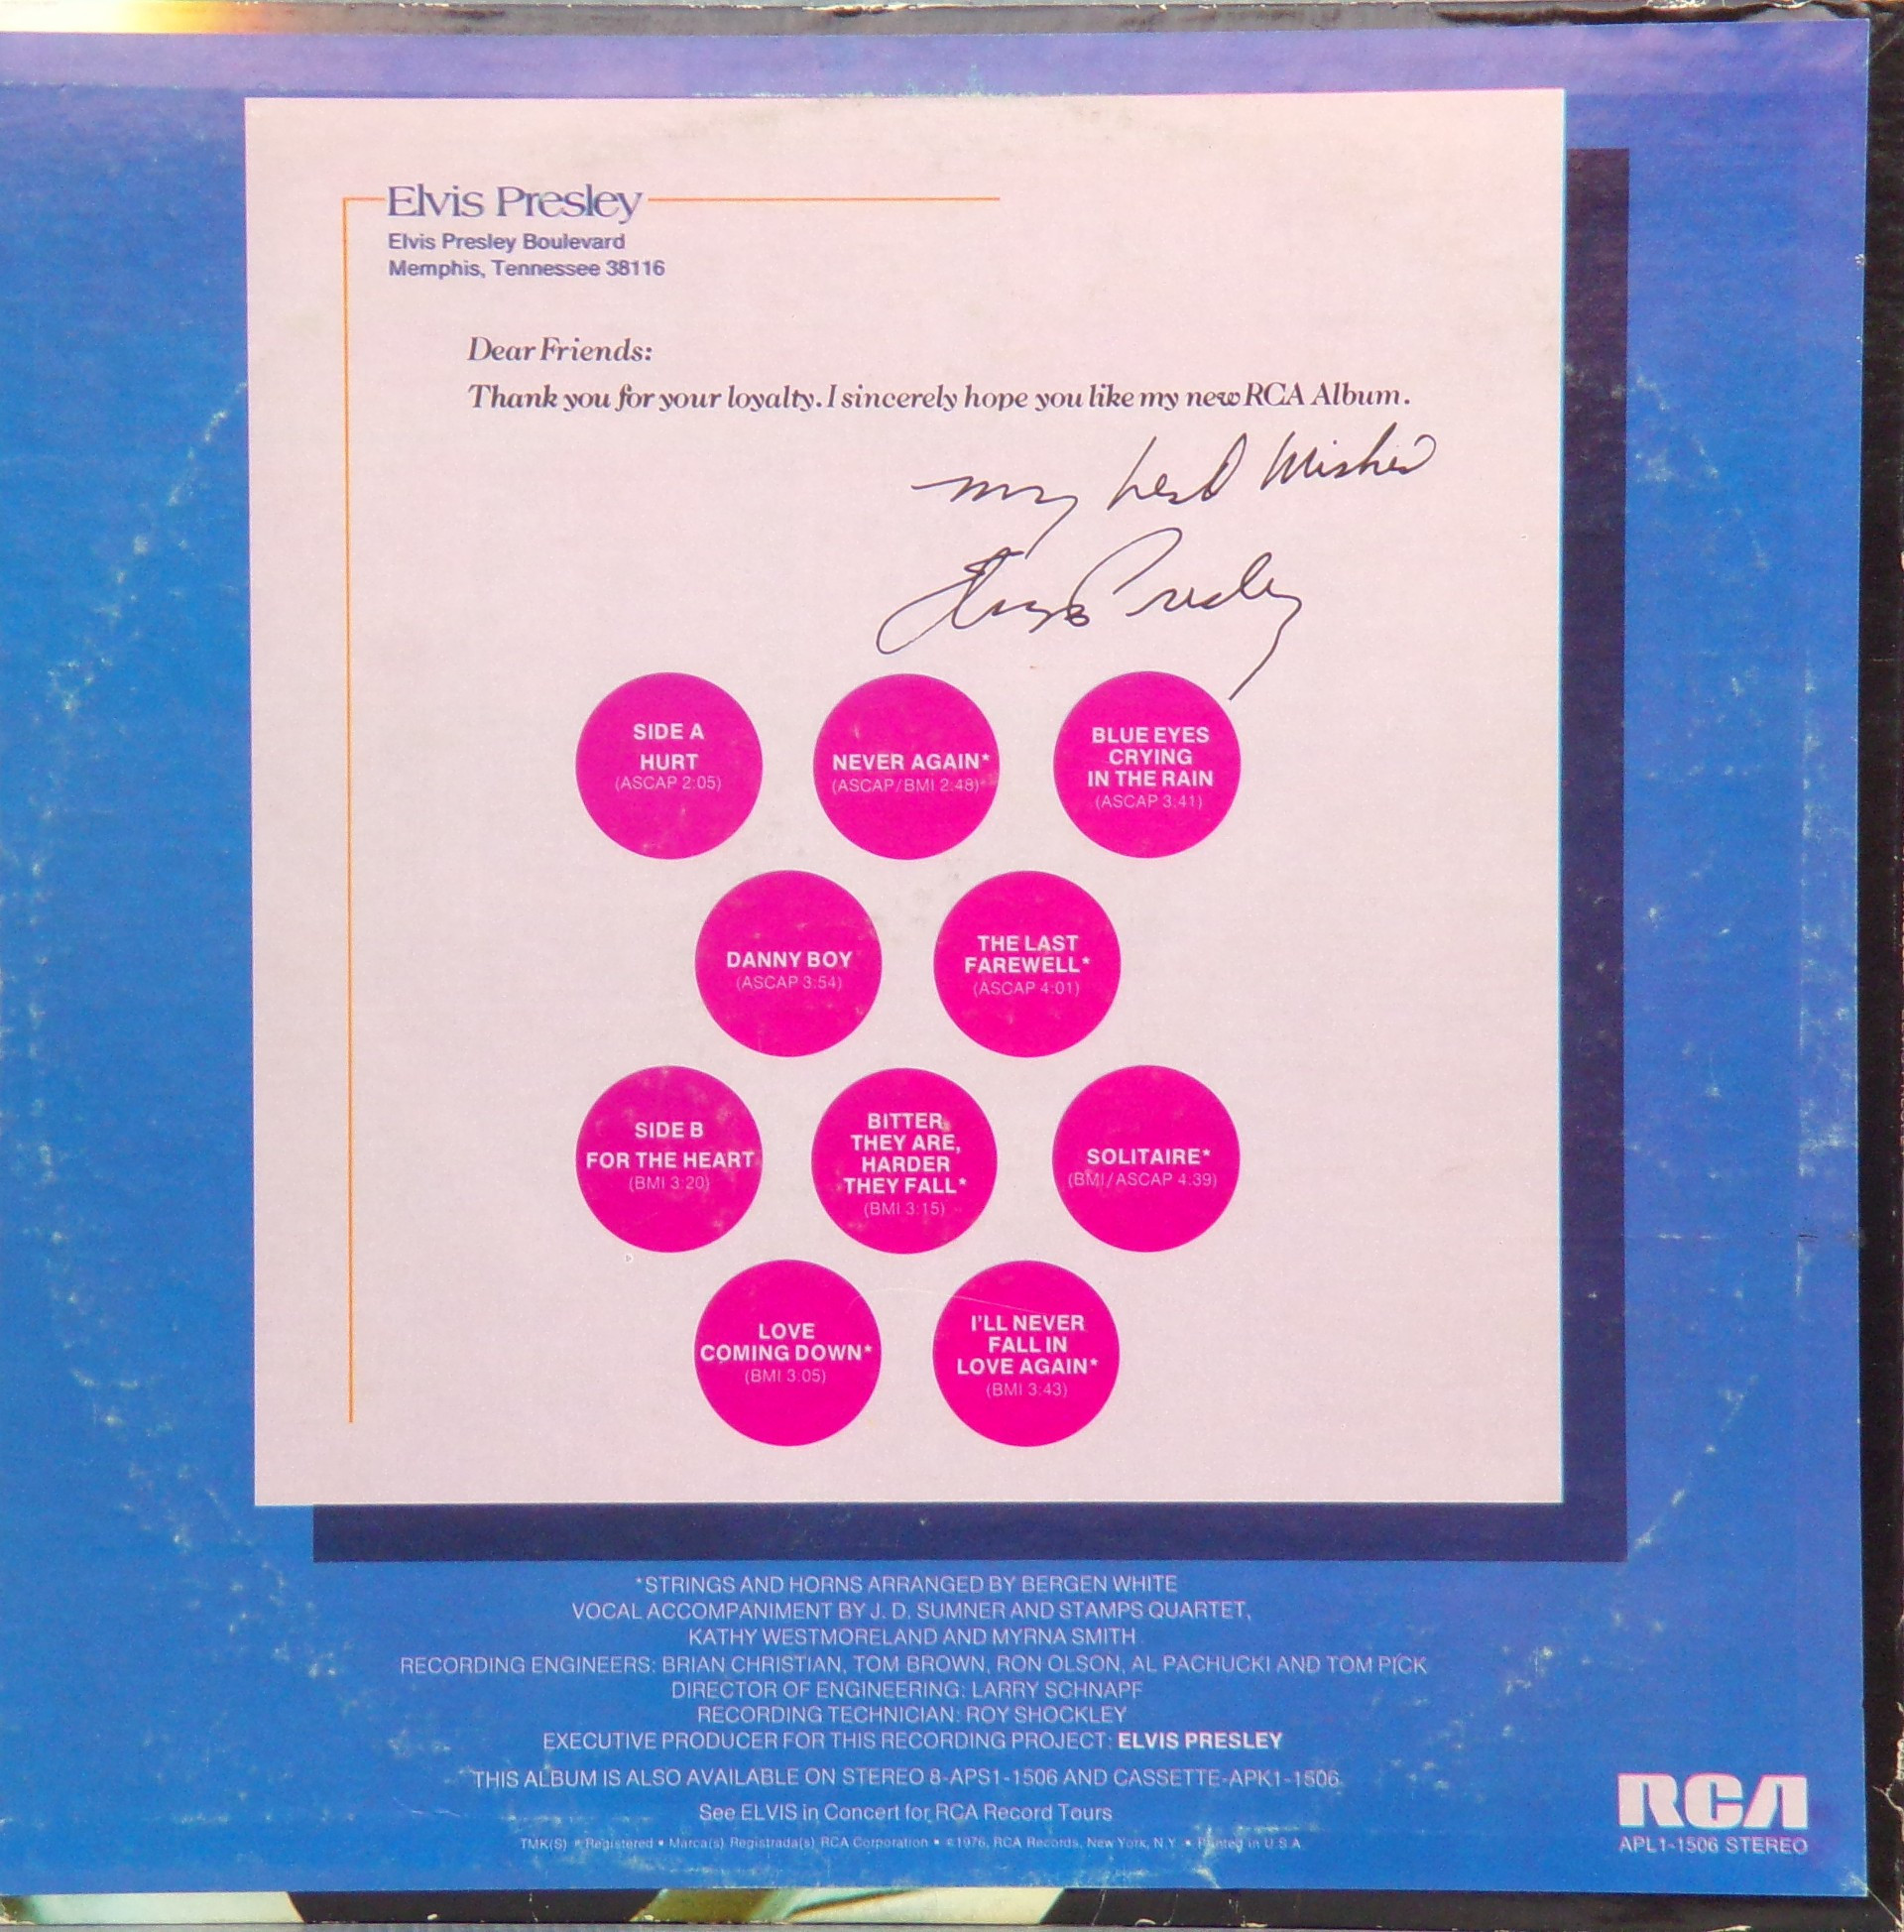 Elvis Presley
Elvis Presley Boulevard
Memphis, Tennessee 38116
Dear Friends:
Thank you for your loyalty. I sincerely hope you like my new RCA Album.
my best wishes
Elvis Presley
SIDE A
HURT
(ASCAP 2:05)
NEVER AGAIN*
(ASCAP/BMI 2:48)
BLUE EYES
CRYING
IN THE RAIN
(ASCAP 3:41)
DANNY BOY
(ASCAP 3:54)
THE LAST
FAREWELL*
(ASCAP 4:01)
SIDE B
FOR THE HEART
(BMI 3:20)
BITTER
THEY ARE,
HARDER
THEY FALL*
(BMI 3:15)
SOLITAIRE*
(BMI/ASCAP 4:39)
LOVE
COMING DOWN*
(BMI 3:05)
I'LL NEVER
FALL IN
LOVE AGAIN*
(BMI 3:43)
*STRINGS AND HORNS ARRANGED BY BERGEN WHITE
VOCAL ACCOMPANIMENT BY J. D. SUMNER AND STAMPS QUARTET,
KATHY WESTMORELAND AND MYRNA SMITH
RECORDING ENGINEERS: BRIAN CHRISTIAN, TOM BROWN, RON OLSON, AL PACHUCKI AND TOM PICK
DIRECTOR OF ENGINEERING: LARRY SCHNAPF
RECORDING TECHNICIAN: ROY SHOCKLEY
EXECUTIVE PRODUCER FOR THIS RECORDING PROJECT: ELVIS PRESLEY
THIS ALBUM IS ALSO AVAILABLE ON STEREO 8-APS1-1506 AND CASSETTE-APK1-1506
See ELVIS in Concert for RCA Record Tours
TMK(S) ® Registered • Marca(s) Registrada(s) RCA Corporation • ©1976, RCA Records, New York, N.Y. • Printed in U.S.A.
RCA
APL1-1506 STEREO